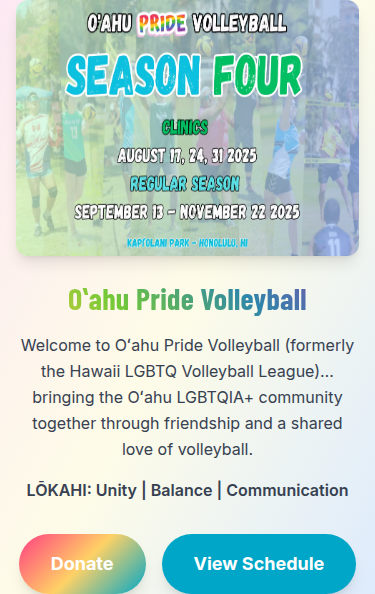 OʻAHU PRIDE VOLLEYBALL
SEASON FOUR
CLINICS
AUGUST 17, 24, 31 2025
REGULAR SEASON
SEPTEMBER 13 - NOVEMBER 22 2025
KAPIʻOLANI PARK - HONOLULU, HI
Oʻahu Pride Volleyball
Welcome to Oʻahu Pride Volleyball (formerly
the Hawaii LGBTQ Volleyball League)...
bringing the Oʻahu LGBTQIA+ community
together through friendship and a shared
love of volleyball.
LŌKAHI: Unity | Balance | Communication
Donate
View Schedule